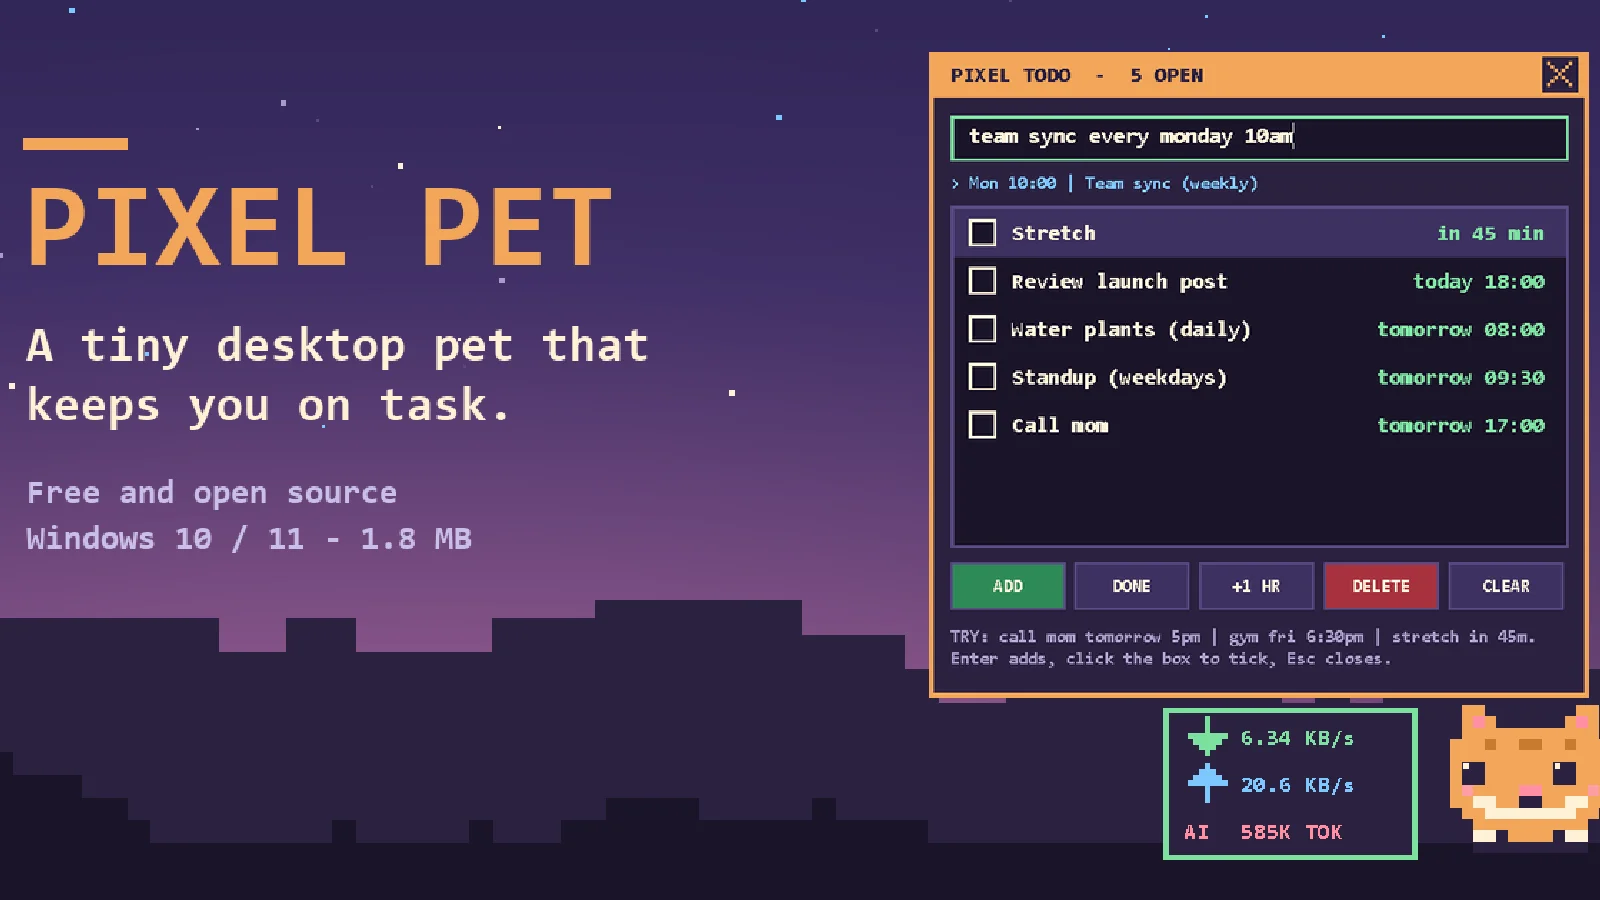 PIXEL PET
A tiny desktop pet that
keeps you on task.
Free and open source
Windows 10 / 11 - 1.8 MB
PIXEL TODO - 5 OPEN
team sync every monday 10am
> Mon 10:00 | Team sync (weekly)
Stretch in 45 min
Review launch post today 18:00
Water plants (daily) tomorrow 08:00
Standup (weekdays) tomorrow 09:30
Call mom tomorrow 17:00
ADD DONE +1 HR DELETE CLEAR
TRY: call mom tomorrow 5pm | gym fri 6:30pm | stretch in 45m.
Enter adds, click the box to tick, Esc closes.
6.34 KB/s
20.6 KB/s
AI 585K TOK